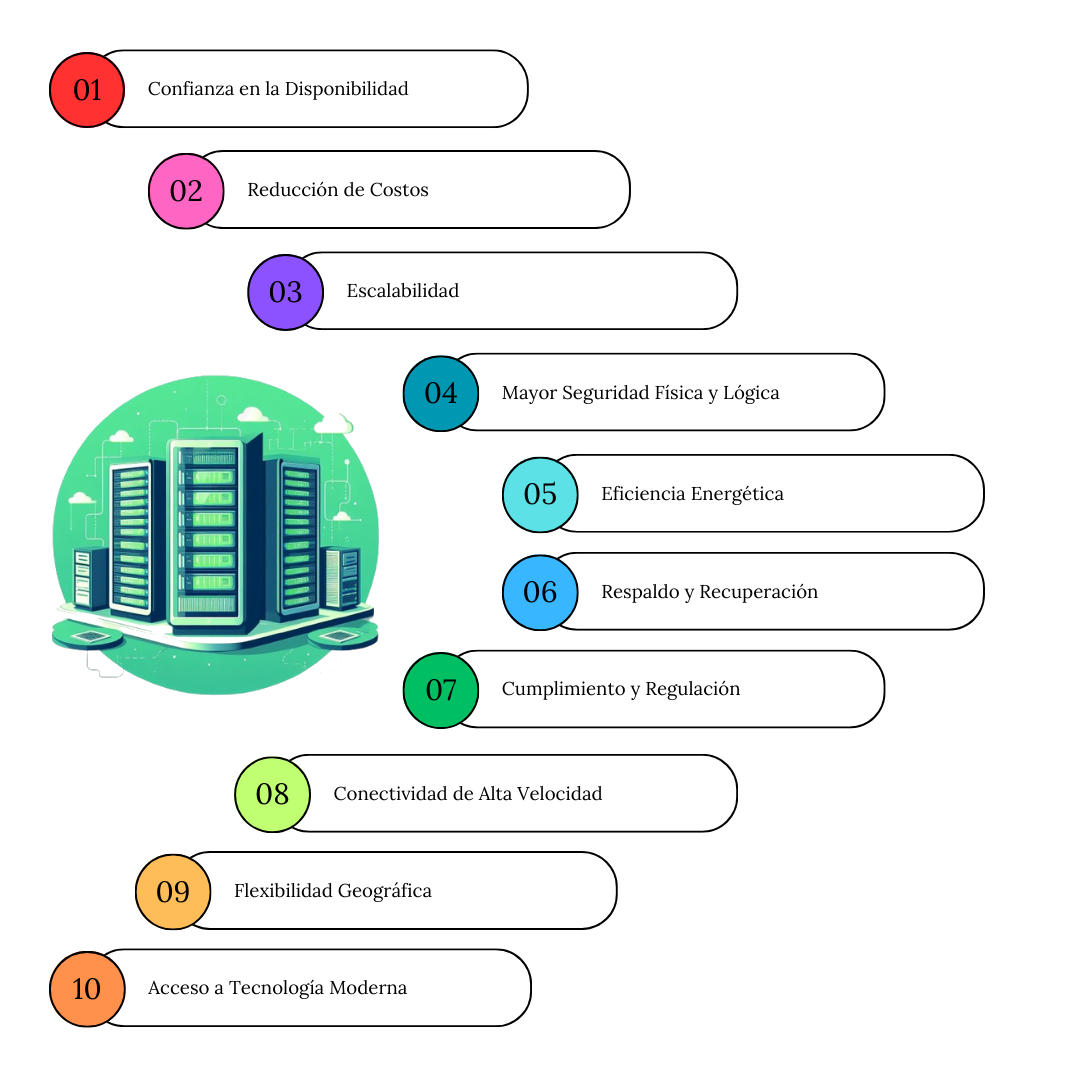 01
Confianza en la Disponibilidad
02
Reducción de Costos
03
Escalabilidad
04
Mayor Seguridad Física y Lógica
05
Eficiencia Energética
06
Respaldo y Recuperación
07
Cumplimiento y Regulación
08
Conectividad de Alta Velocidad
09
Flexibilidad Geográfica
10
Acceso a Tecnología Moderna